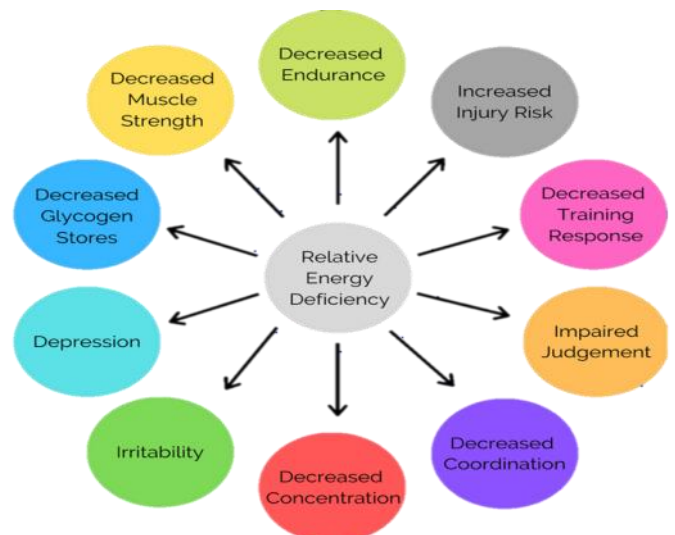 Decreased
Endurance
Increased
Injury Risk
Decreased
Training
Response
Impaired
Judgement
Decreased
Coordination
Decreased
Concentration
Irritability
Depression
Decreased
Glycogen
Stores
Decreased
Muscle
Strength
Relative
Energy
Deficiency